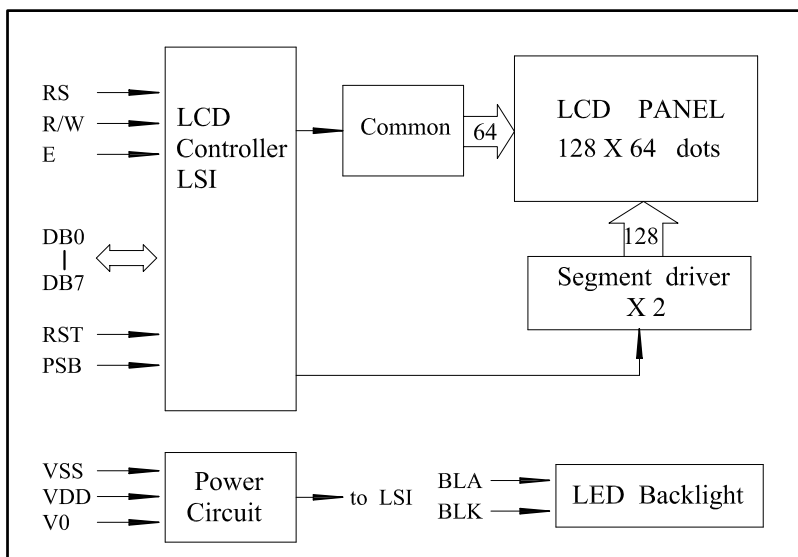 RS
R/W
E
DB0
DB7
RST
PSB
LCD
Controller
LSI
Common
64
LCD PANEL
128 X 64 dots
128
Segment driver
X 2
VSS
VDD
V0
Power
Circuit
to LSI
BLA
BLK
LED Backlight